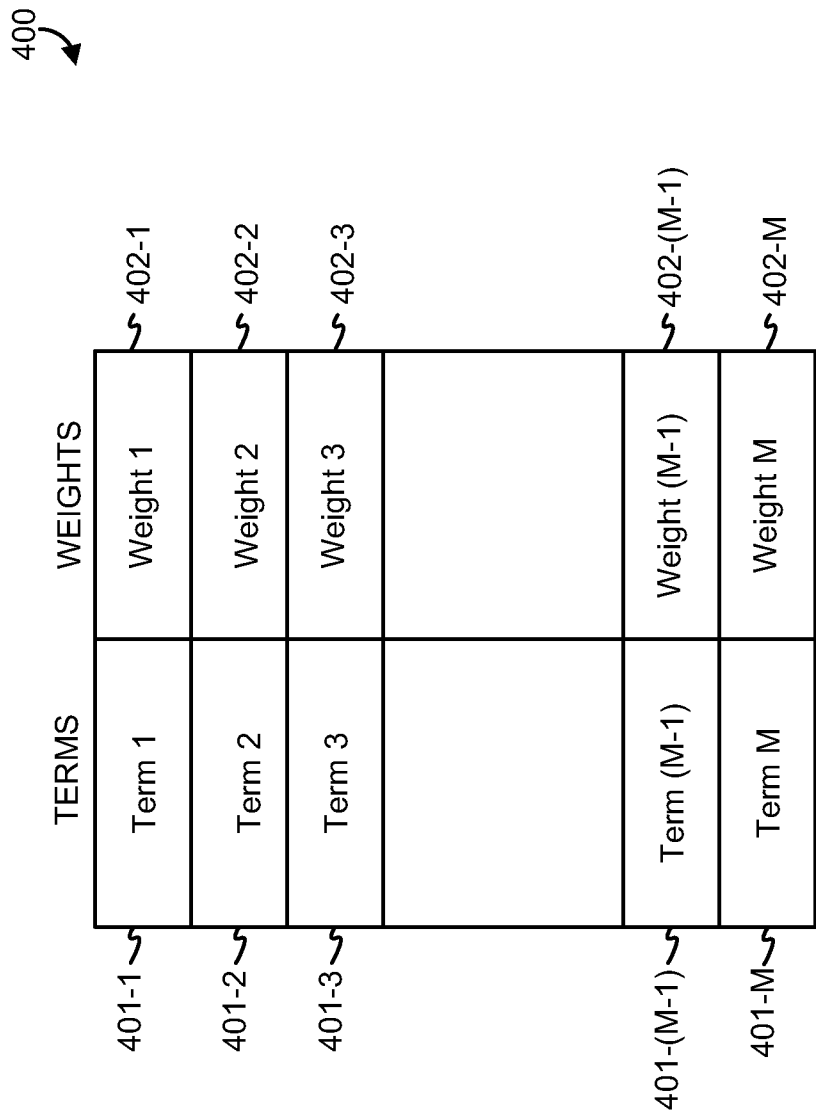 400
TERMS WEIGHTS
401-1 Term 1 Weight 1 402-1
401-2 Term 2 Weight 2 402-2
401-3 Term 3 Weight 3 402-3
401-(M-1) Term (M-1) Weight (M-1) 402-(M-1)
401-M Term M Weight M 402-M